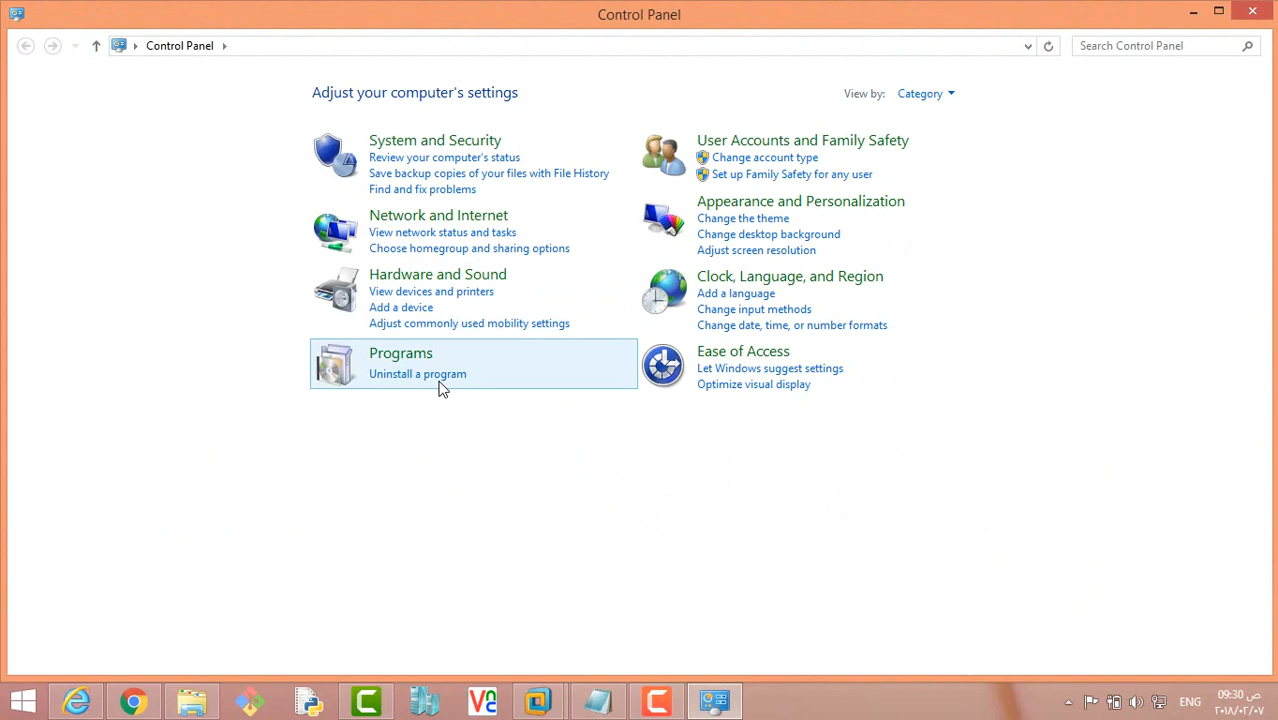 Control Panel
Control Panel
Search Control Panel
Adjust your computer's settings
View by: Category
System and Security
Review your computer's status
Save backup copies of your files with File History
Find and fix problems
Network and Internet
View network status and tasks
Choose homegroup and sharing options
Hardware and Sound
View devices and printers
Add a device
Adjust commonly used mobility settings
Programs
Uninstall a program
User Accounts and Family Safety
Change account type
Set up Family Safety for any user
Appearance and Personalization
Change the theme
Change desktop background
Adjust screen resolution
Clock, Language, and Region
Add a language
Change input methods
Change date, time, or number formats
Ease of Access
Let Windows suggest settings
Optimize visual display
ENG
09:30 ص
٢٠١٨/٠٢/٠٧